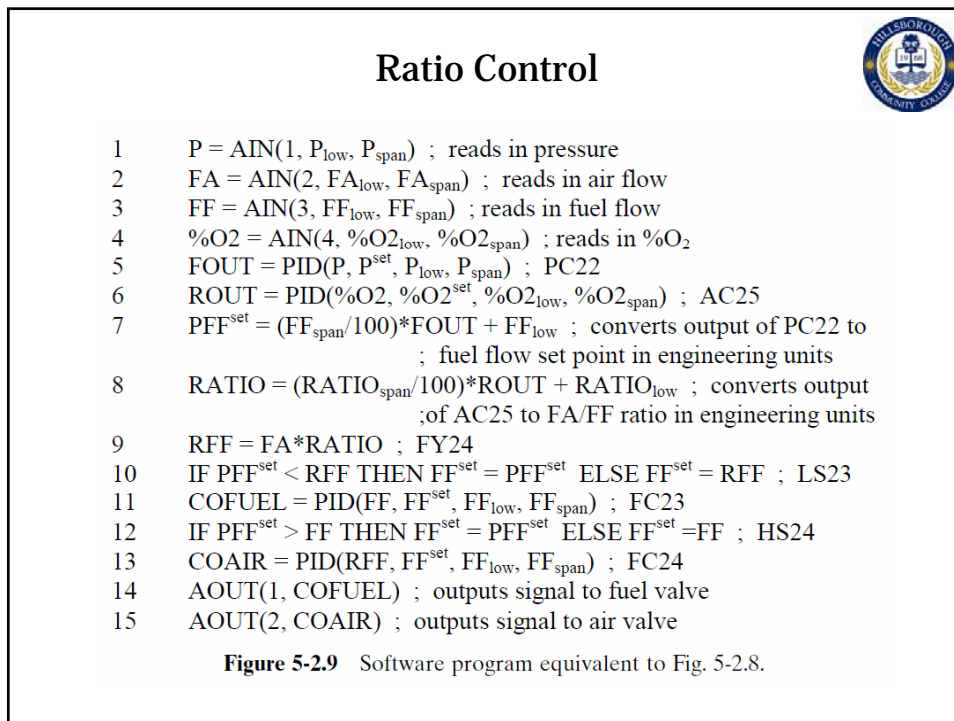 Ratio Control
HILLSBOROUGH
1968
COMMUNITY COLLEGE
1 P = AIN(1, Plow, Pspan) ; reads in pressure
2 FA = AIN(2, FAlow, FAspan) ; reads in air flow
3 FF = AIN(3, FFlow, FFspan) ; reads in fuel flow
4 %O2 = AIN(4, %O2low, %O2span) ; reads in %O₂
5 FOUT = PID(P, Pset, Plow, Pspan) ; PC22
6 ROUT = PID(%O2, %O2set, %O2low, %O2span) ; AC25
7 PFFset = (FFspan/100)*FOUT + FFlow ; converts output of PC22 to
; fuel flow set point in engineering units
8 RATIO = (RATIOspan/100)*ROUT + RATIOlow ; converts output
;of AC25 to FA/FF ratio in engineering units
9 RFF = FA*RATIO ; FY24
10 IF PFFset < RFF THEN FFset = PFFset ELSE FFset = RFF ; LS23
11 COFUEL = PID(FF, FFset, FFlow, FFspan) ; FC23
12 IF PFFset > FF THEN FFset = PFFset ELSE FFset =FF ; HS24
13 COAIR = PID(RFF, FFset, FFlow, FFspan) ; FC24
14 AOUT(1, COFUEL) ; outputs signal to fuel valve
15 AOUT(2, COAIR) ; outputs signal to air valve
Figure 5-2.9 Software program equivalent to Fig. 5-2.8.